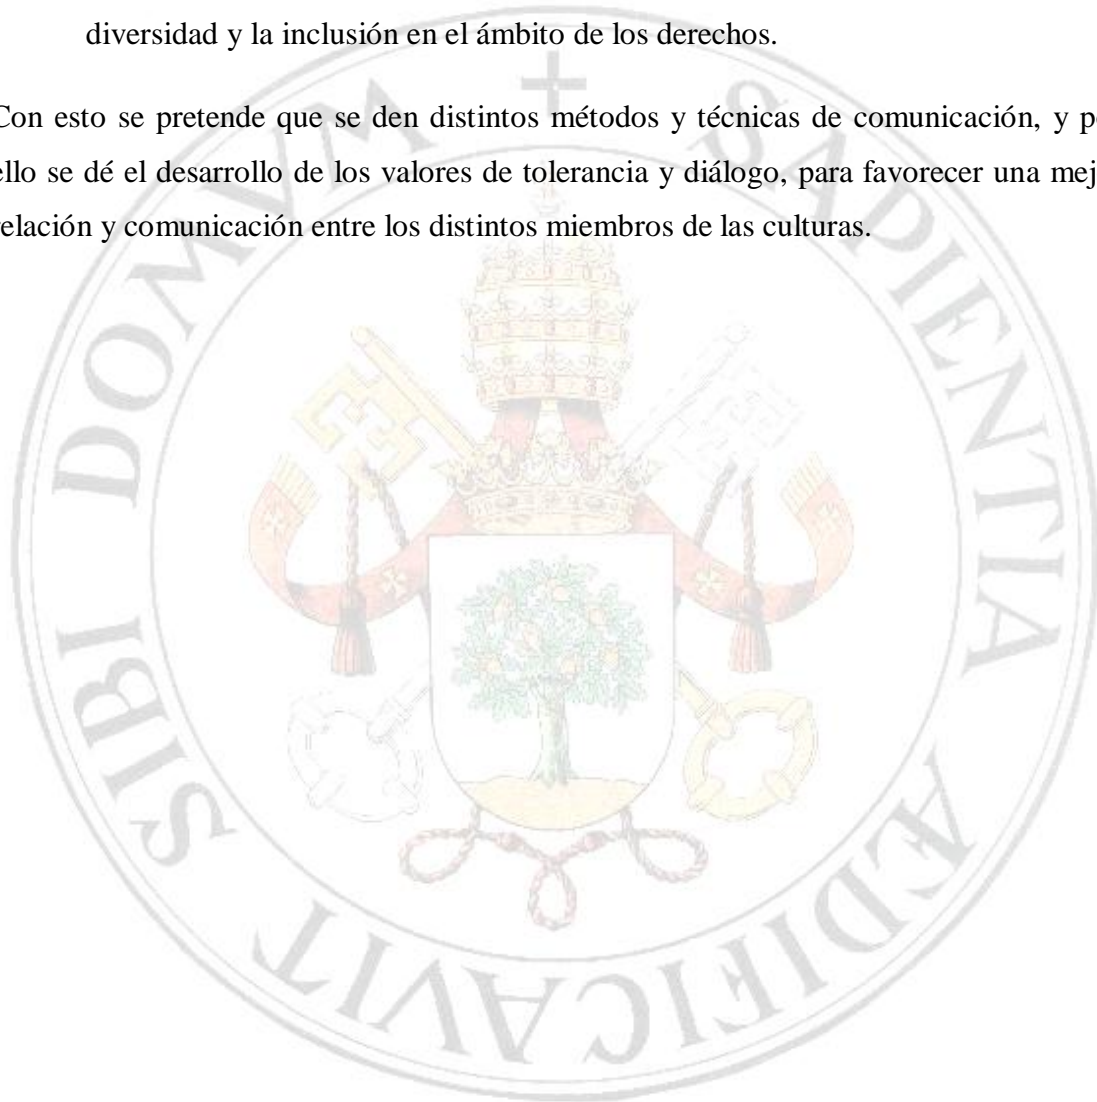 diversidad y la inclusión en el ámbito de los derechos.
Con esto se pretende que se den distintos métodos y técnicas de comunicación, y
ello se dé el desarrollo de los valores de tolerancia y diálogo, para favorecer una
relación y comunicación entre los distintos miembros de las culturas.
SAPIENTIA ÆDIFICAVIT SIBI DOMVM